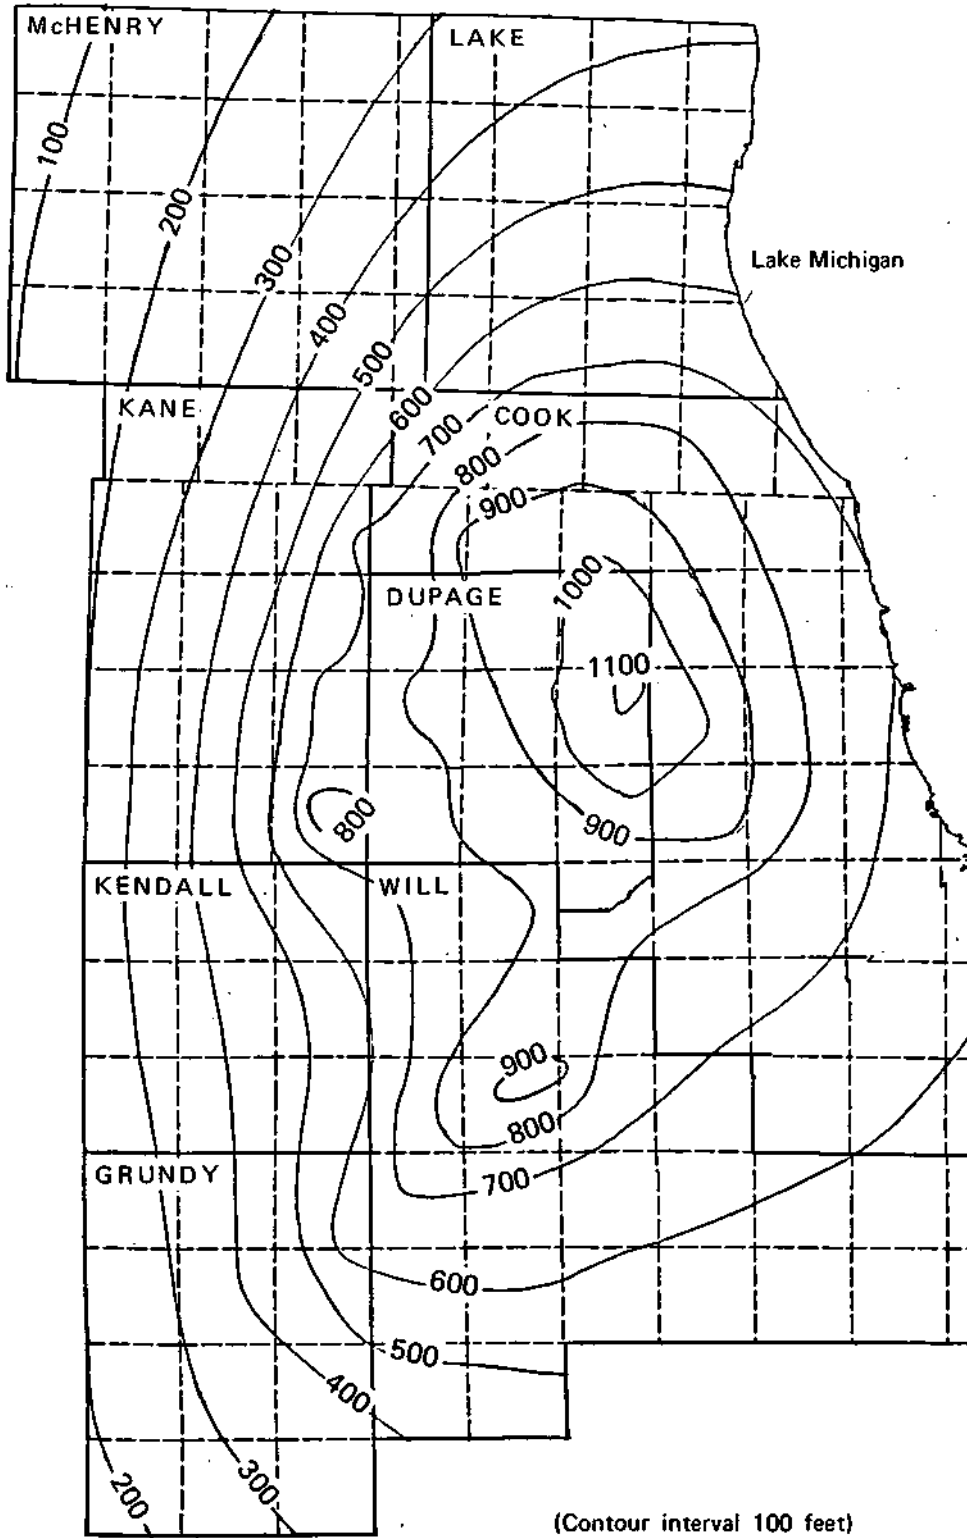 McHENRY
LAKE
100
200
300
Lake Michigan
400
500
600
KANE
700
COOK
800
900
1000
DUPAGE
1100
800
900
KENDALL
WILL
900
800
GRUNDY
700
600
500
400
200
300
(Contour interval 100 feet)